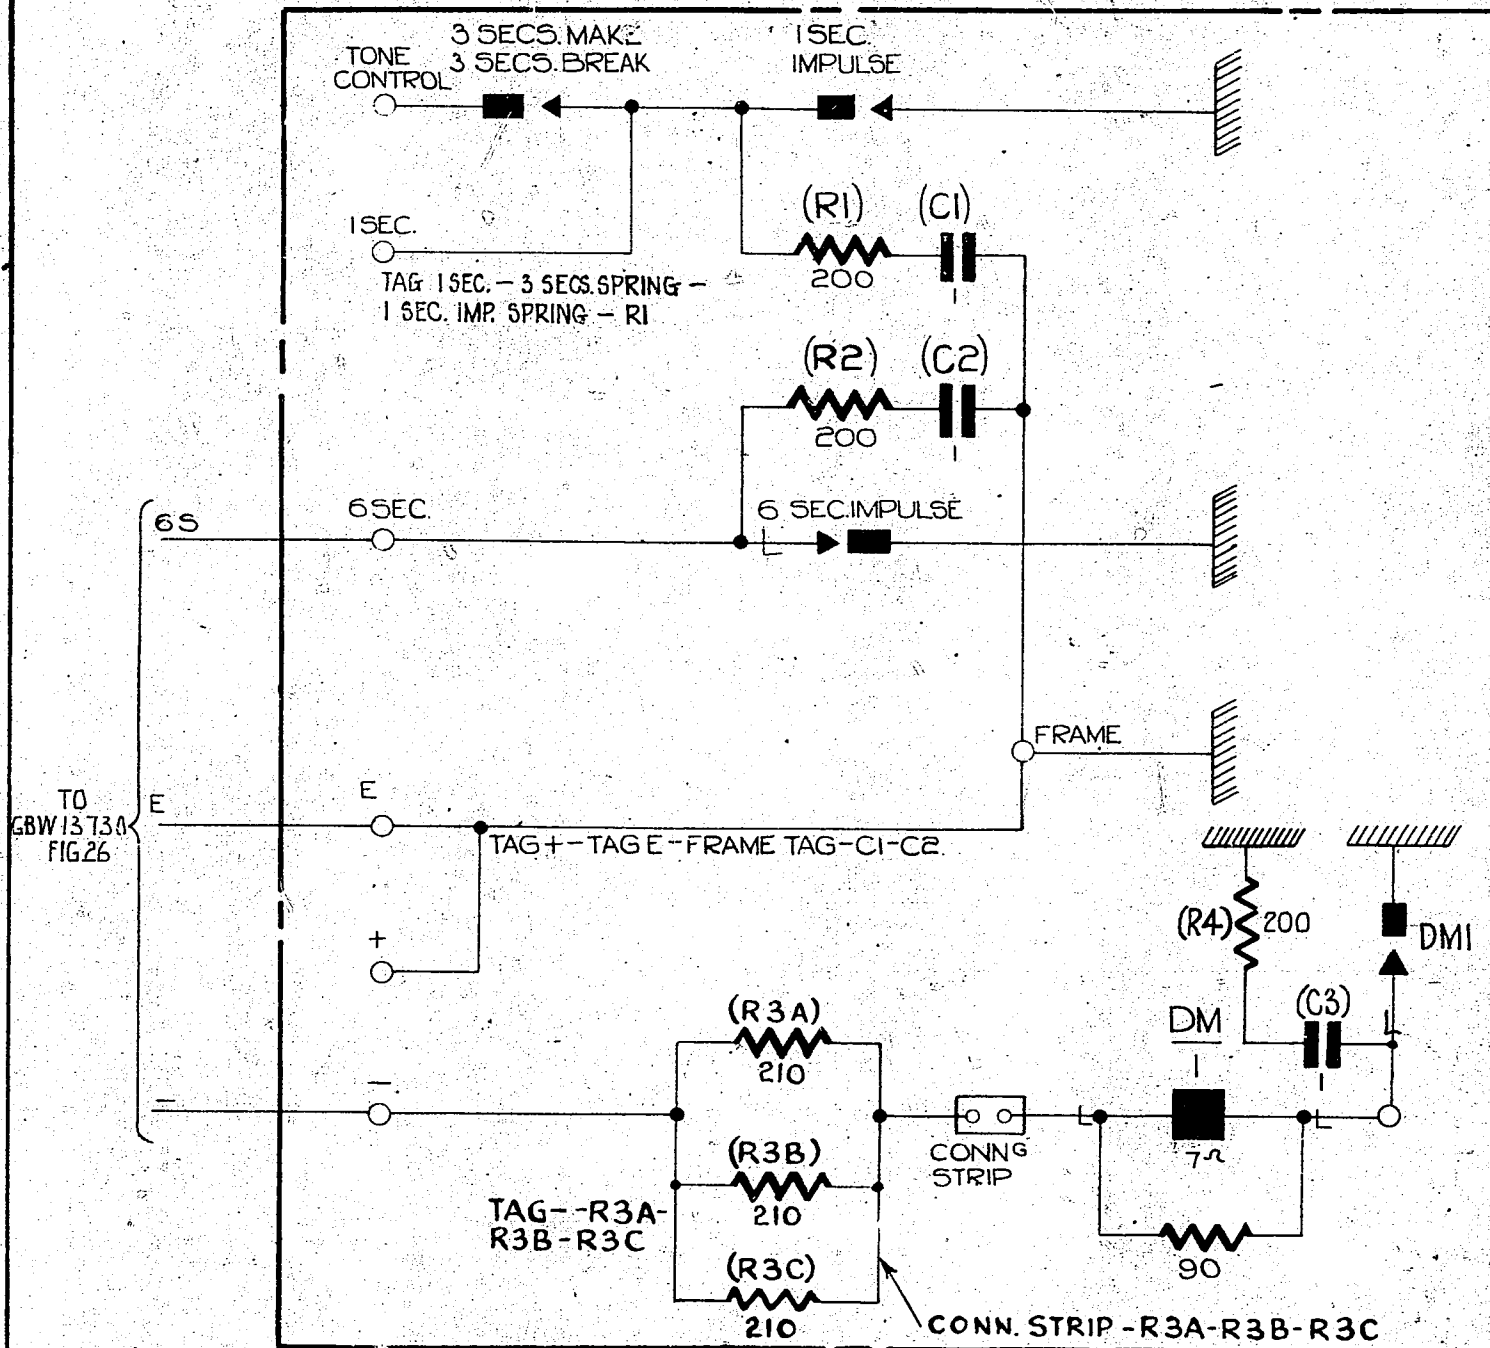 3 SECS. MAKE
3 SECS. BREAK
1 SEC.
IMPULSE
TONE
CONTROL
1 SEC.
TAG 1 SEC. – 3 SECS. SPRING –
1 SEC. IMP. SPRING – R1
(R1)
200
(C1)
1
(R2)
200
(C2)
1
6S
6 SEC.
6 SEC. IMPULSE
L
FRAME
TO
GBW 13730
FIG. 26
E
E
TAG + – TAG E – FRAME TAG – C1 – C2.
+
(R4)
200
DM1
(C3)
1
L
DM
1
7Ω
90
–
–
(R3A)
210
(R3B)
210
(R3C)
210
TAG – – R3A –
R3B – R3C
CONNG
STRIP
L
L
CONN. STRIP – R3A – R3B – R3C